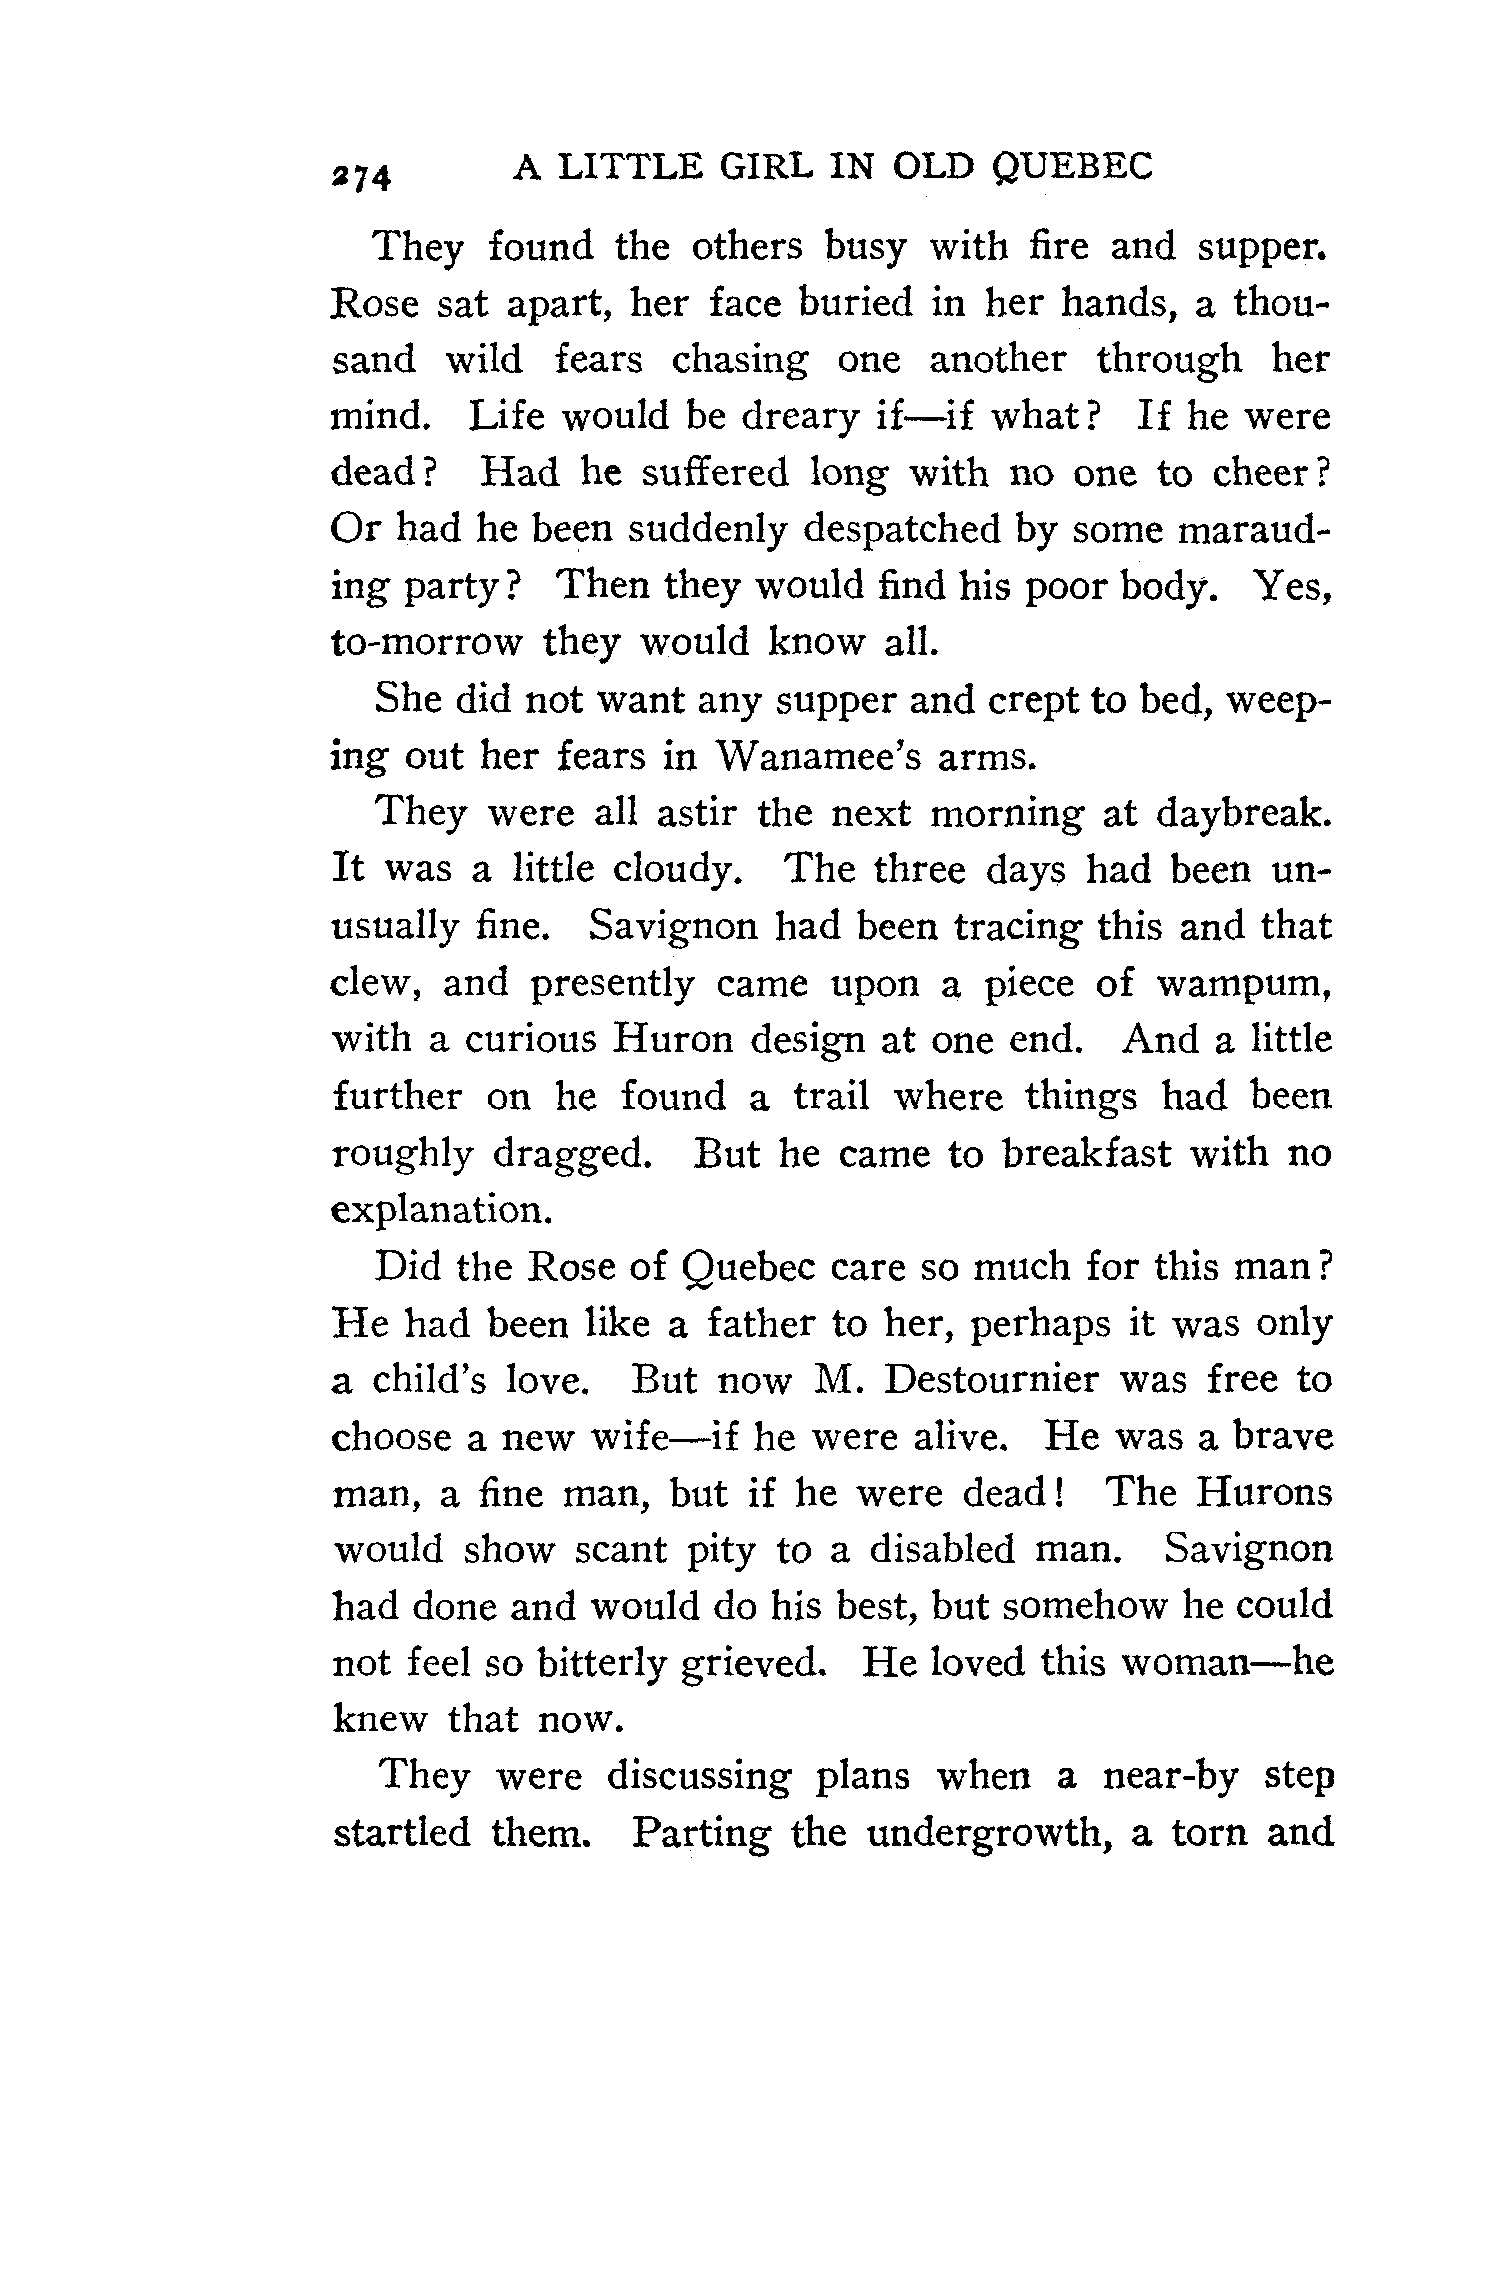 274 A LITTLE GIRL IN OLD QUEBEC
They found the others busy with fire and supper.
Rose sat apart, her face buried in her hands, a thou-
sand wild fears chasing one another through her
mind. Life would be dreary if—if what? If he were
dead? Had he suffered long with no one to cheer?
Or had he been suddenly despatched by some maraud-
ing party? Then they would find his poor body. Yes,
to-morrow they would know all.
She did not want any supper and crept to bed, weep-
ing out her fears in Wanamee's arms.
They were all astir the next morning at daybreak.
It was a little cloudy. The three days had been un-
usually fine. Savignon had been tracing this and that
clew, and presently came upon a piece of wampum,
with a curious Huron design at one end. And a little
further on he found a trail where things had been
roughly dragged. But he came to breakfast with no
explanation.
Did the Rose of Quebec care so much for this man?
He had been like a father to her, perhaps it was only
a child's love. But now M. Destournier was free to
choose a new wife—if he were alive. He was a brave
man, a fine man, but if he were dead! The Hurons
would show scant pity to a disabled man. Savignon
had done and would do his best, but somehow he could
not feel so bitterly grieved. He loved this woman—he
knew that now.
They were discussing plans when a near-by step
startled them. Parting the undergrowth, a torn and